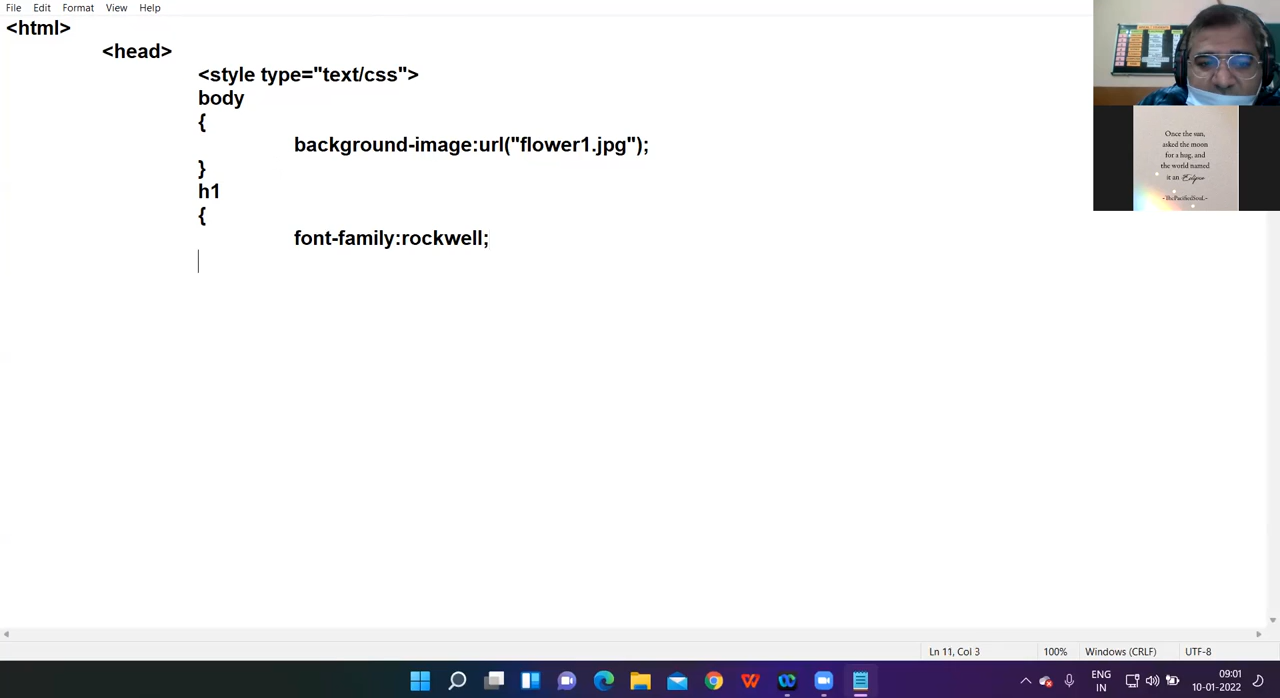 File Edit Format View Help
<html>
<head>
<style type="text/css">
body
{
background-image:url("flower1.jpg");
}
h1
{
font-family:rockwell;
Once the sun,
asked the moon
for a hug, and
the world named
it an Eclipse
Ln 11, Col 3
100%
Windows (CRLF)
UTF-8
ENG
IN
09:01
10-01-2022